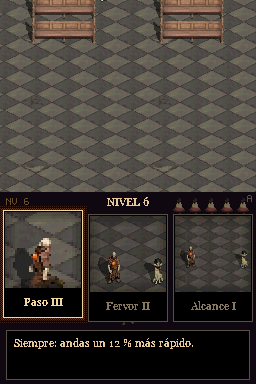 NV 6
NIVEL 6
A
Paso III
Fervor II
Alcance I
Siempre: andas un 12 % más rápido.